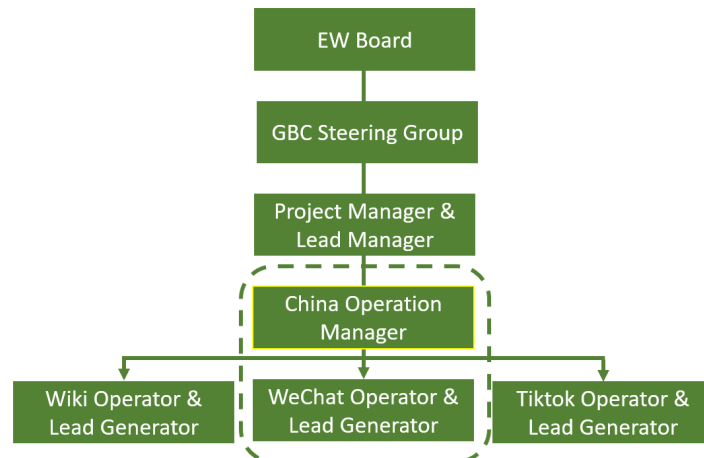 EW Board
GBC Steering Group
Project Manager &
Lead Manager
China Operation
Manager
Wiki Operator &
Lead Generator
WeChat Operator &
Lead Generator
Tiktok Operator &
Lead Generator